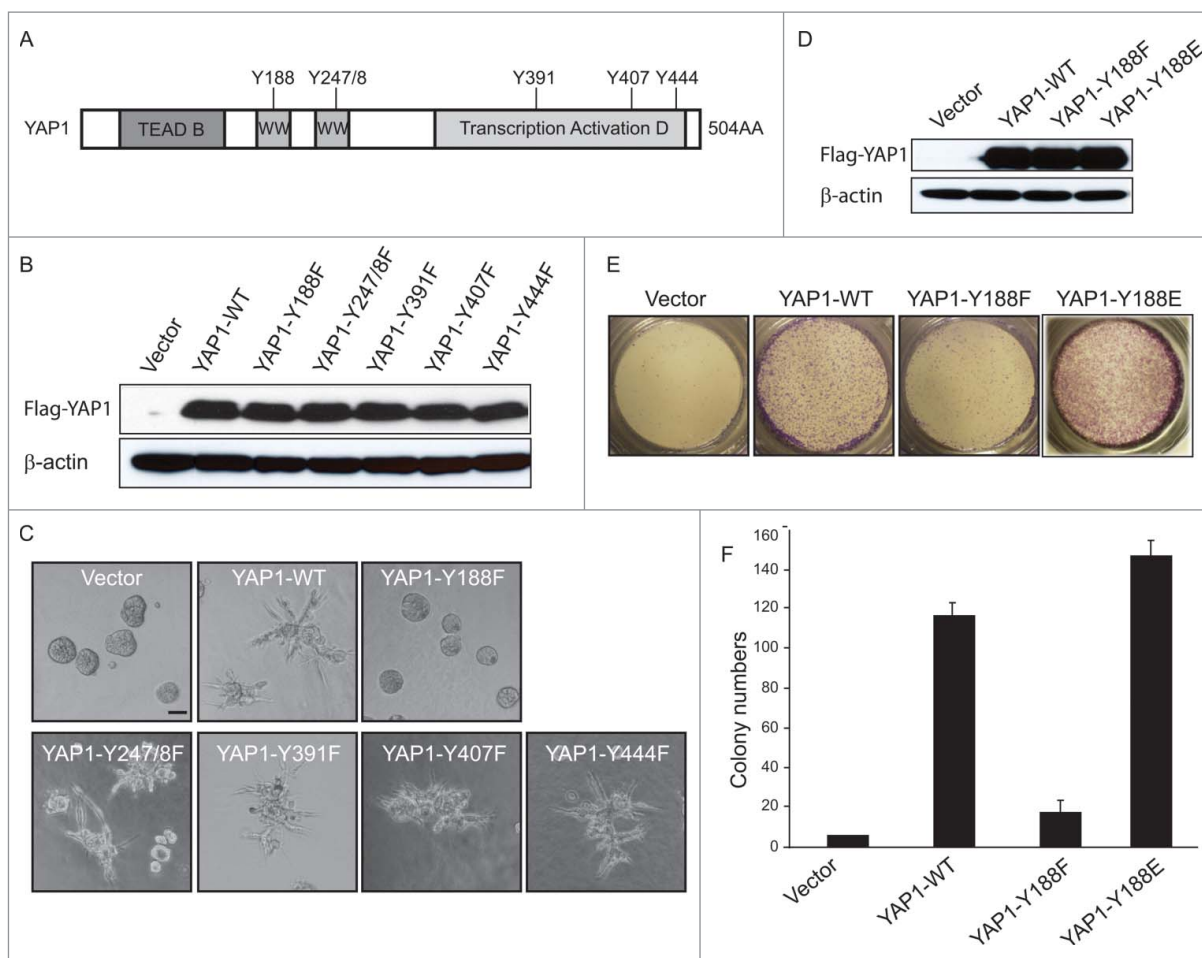 A
Y188 Y247/8 Y391 Y407 Y444
YAP1 TEAD B WW WW Transcription Activation D 504AA
B
Vector YAP1-WT YAP1-Y188F YAP1-Y247/8F YAP1-Y391F YAP1-Y407F YAP1-Y444F
Flag-YAP1
β-actin
C
Vector YAP1-WT YAP1-Y188F
YAP1-Y247/8F YAP1-Y391F YAP1-Y407F YAP1-Y444F
D
Vector YAP1-WT YAP1-Y188F YAP1-Y188E
Flag-YAP1
β-actin
E
Vector YAP1-WT YAP1-Y188F YAP1-Y188E
F
Colony numbers
160
140
120
100
80
60
40
20
0
Vector YAP1-WT YAP1-Y188F YAP1-Y188E